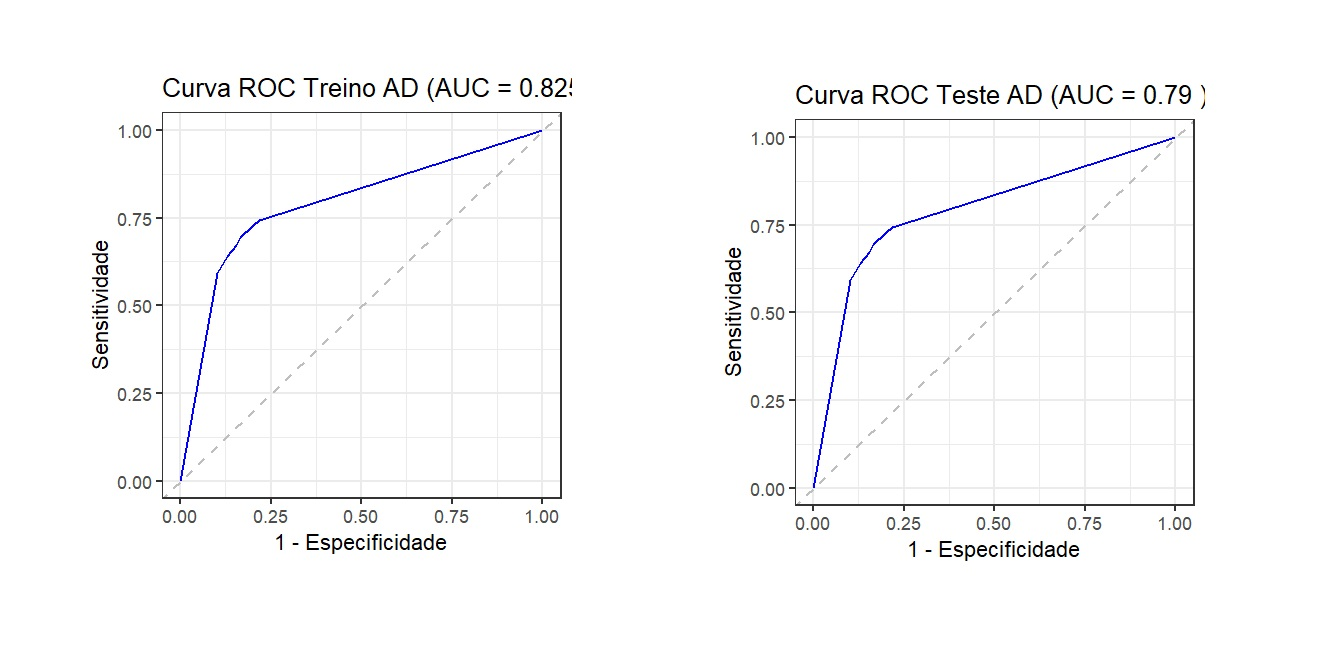 Curva ROC Treino AD (AUC = 0.825
1.00
0.75
0.50
0.25
0.00
Sensitividade
0.00 0.25 0.50 0.75 1.00
1 - Especificidade
Curva ROC Teste AD (AUC = 0.79 )
1.00
0.75
0.50
0.25
0.00
Sensitividade
0.00 0.25 0.50 0.75 1.00
1 - Especificidade